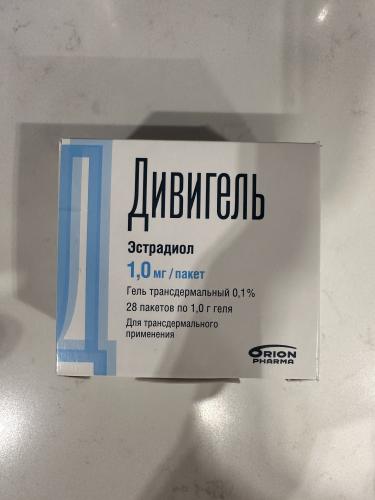 Д
Дивигель
Эстрадиол
1,0 мг/пакет
Гель трансдермальный 0,1%
28 пакетов по 1,0 г геля
Для трансдермального
применения
ORION
PHARMA